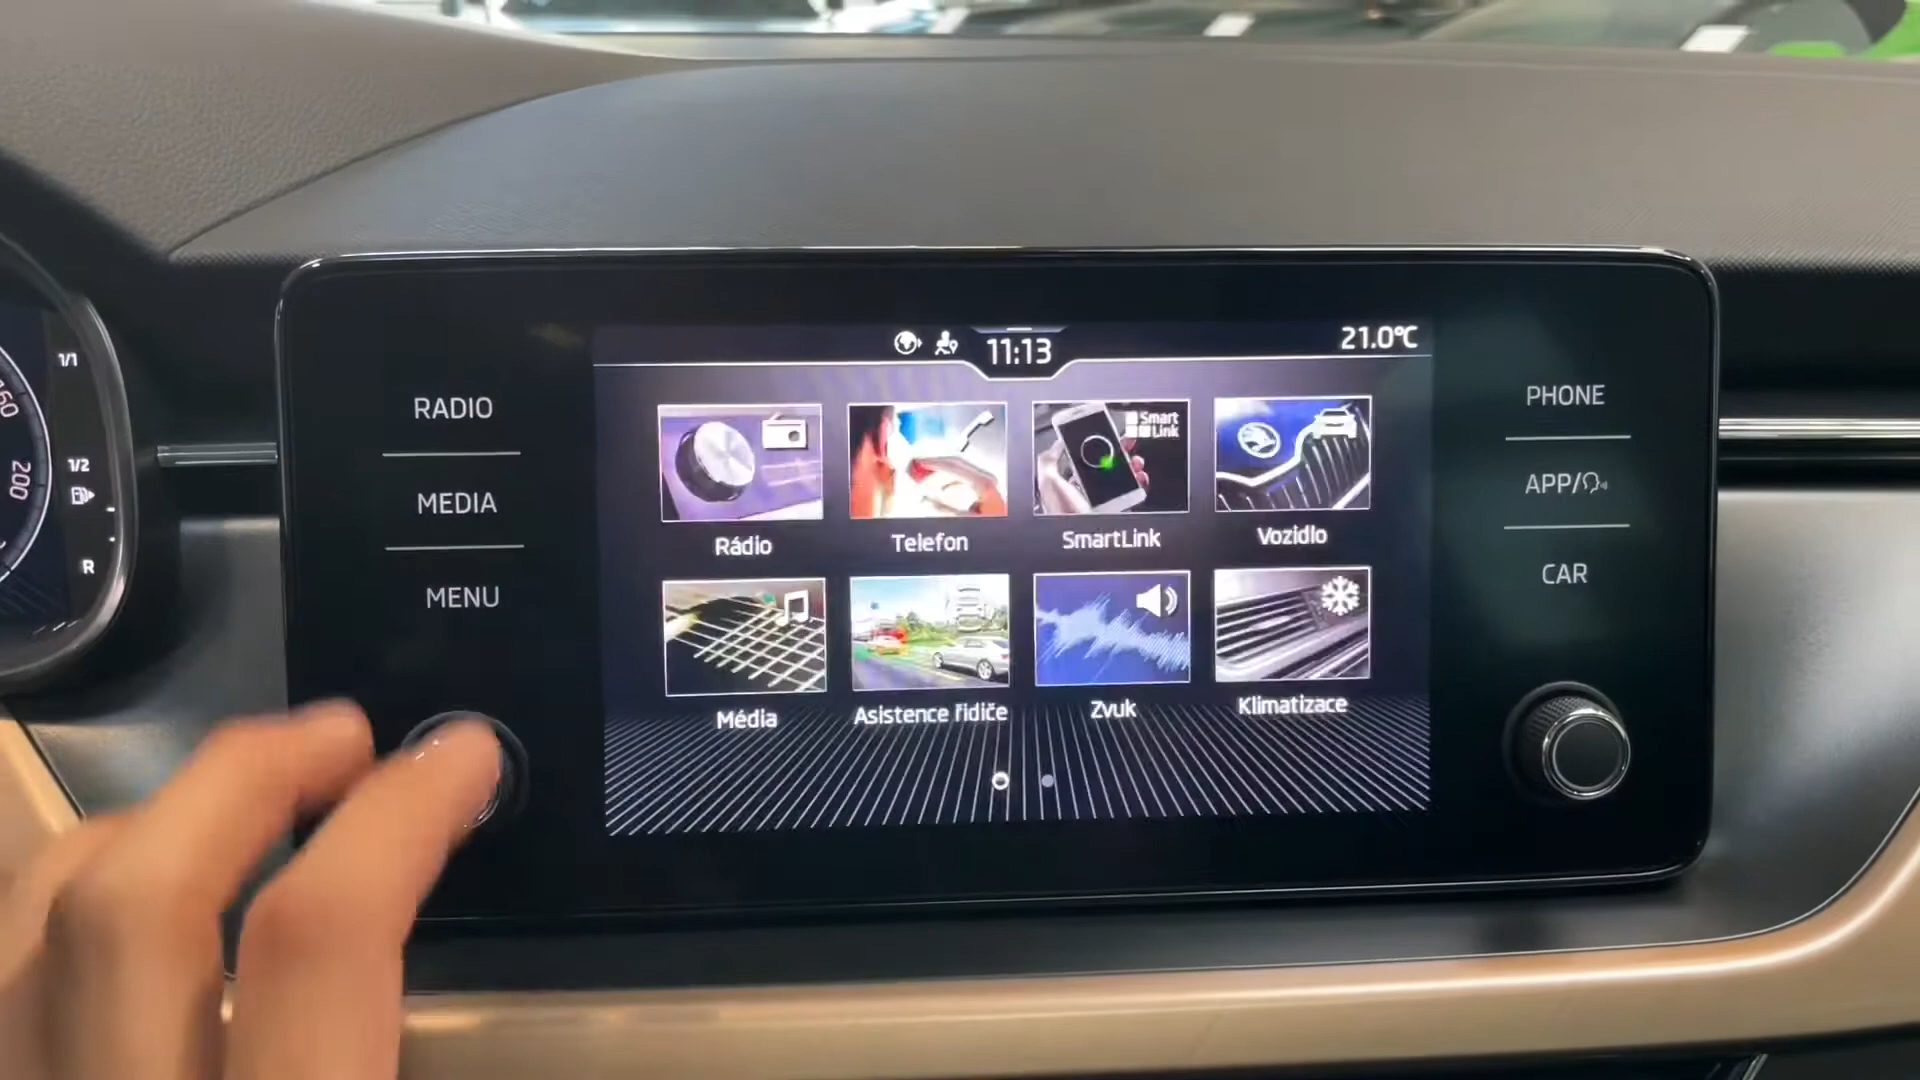 1/1
160
1/2
200
R
RADIO
MEDIA
MENU
11:13
21.0°C
Smart
Link
Rádio
Telefon
SmartLink
Vozidlo
Média
Asistence řidiče
Zvuk
Klimatizace
PHONE
APP/
CAR